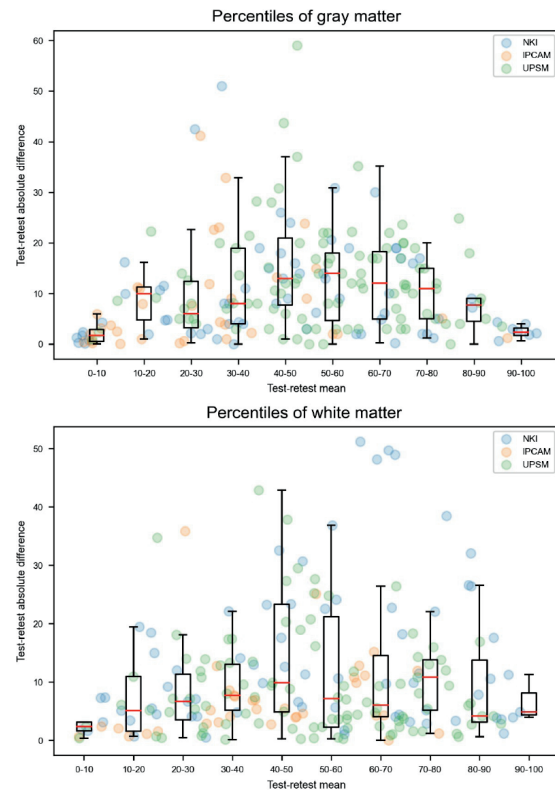 Percentiles of gray matter
60
50
40
30
20
10
0
Test-retest absolute difference
NKI
IPCAM
UPSM
0-10 10-20 20-30 30-40 40-50 50-60 60-70 70-80 80-90 90-100
Test-retest mean
Percentiles of white matter
50
40
30
20
10
0
Test-retest absolute difference
NKI
IPCAM
UPSM
0-10 10-20 20-30 30-40 40-50 50-60 60-70 70-80 80-90 90-100
Test-retest mean